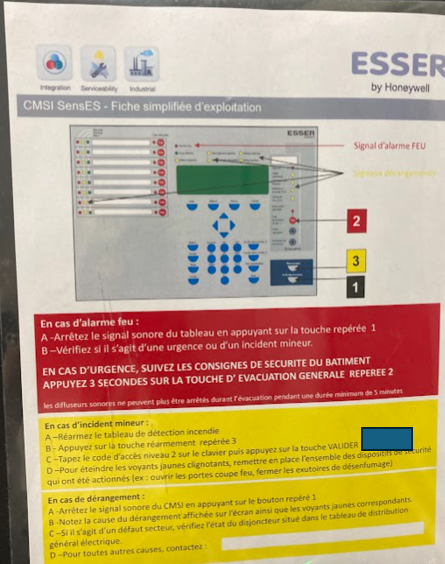 ESSER
by Honeywell
Integration Serviceability Industrial
CMSI SensES - Fiche simplifiée d'exploitation
ESSER
Signal d'alarme FEU
Signaux dérangements
2
3
1
En cas d'alarme feu :
A -Arrêtez le signal sonore du tableau en appuyant sur la touche repérée 1
B –Vérifiez si il s'agit d'une urgence ou d'un incident mineur.
EN CAS D'URGENCE, SUIVEZ LES CONSIGNES DE SECURITE DU BATIMENT
APPUYEZ 3 SECONDES SUR LA TOUCHE D' EVACUATION GENERALE REPEREE 2
les diffuseurs sonores ne peuvent plus être arrêtés durant l'évacuation pendant une durée minimum de 5 minutes
En cas d'incident mineur :
A –Réarmez le tableau de détection incendie
B - Appuyez sur la touche réarmement repérée 3
C –Tapez le code d'accès niveau 2 sur le clavier puis appuyez sur la touche VALIDER
D –Pour éteindre les voyants jaunes clignotants, remettre en place l'ensemble des dispositifs de sécurité
qui ont été actionnés (ex : ouvrir les portes coupe feu, fermer les exutoires de désenfumage)
En cas de dérangement :
A -Arrêtez le signal sonore du CMSI en appuyant sur le bouton repéré 1
B -Notez la cause du dérangement affichée sur l'écran ainsi que les voyants jaunes correspondants.
C –Si il s'agit d'un défaut secteur, vérifiez l'état du disjoncteur situé dans le tableau de distribution
général électrique.
D –Pour toutes autres causes, contactez :